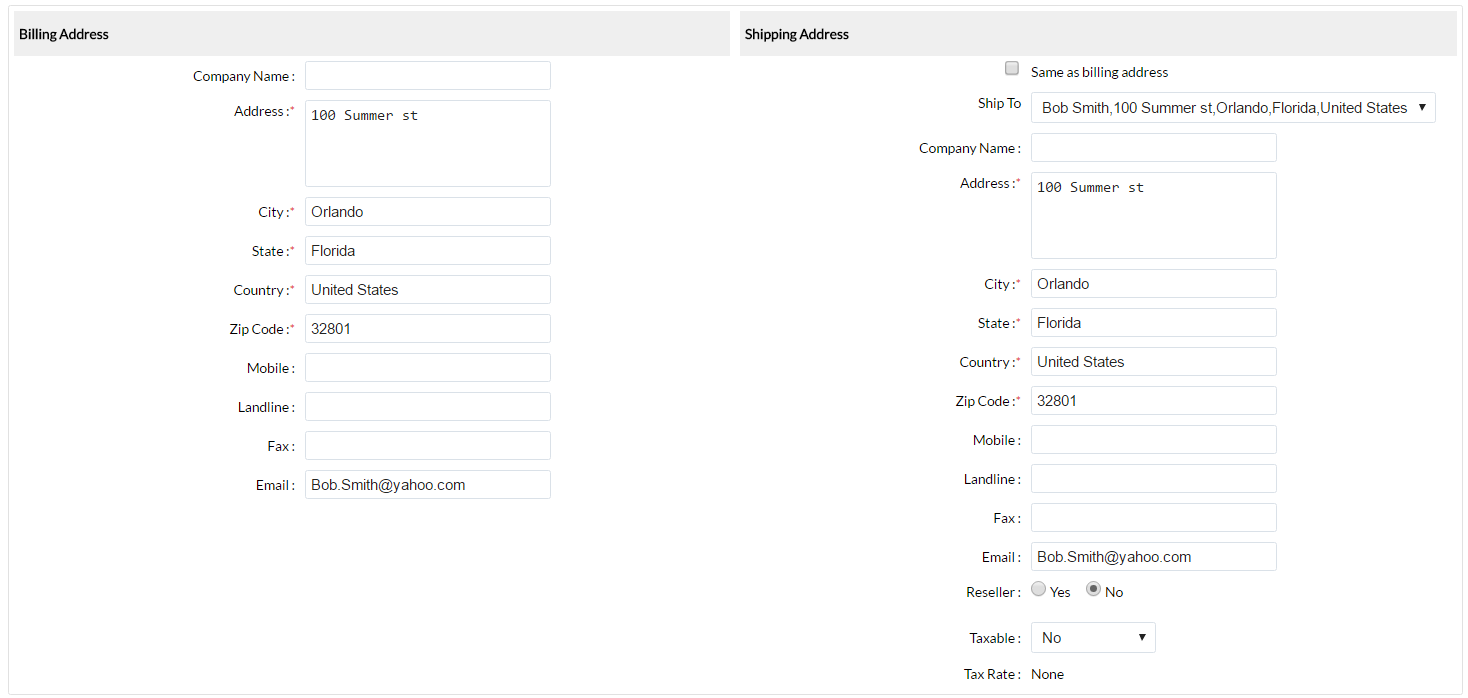 Billing Address
Company Name :
Address :* 100 Summer st
City :* Orlando
State :* Florida
Country :* United States
Zip Code :* 32801
Mobile :
Landline :
Fax :
Email : Bob.Smith@yahoo.com
Shipping Address
Same as billing address
Ship To Bob Smith,100 Summer st,Orlando,Florida,United States
Company Name :
Address :* 100 Summer st
City :* Orlando
State :* Florida
Country :* United States
Zip Code :* 32801
Mobile :
Landline :
Fax :
Email : Bob.Smith@yahoo.com
Reseller : Yes No
Taxable : No
Tax Rate : None